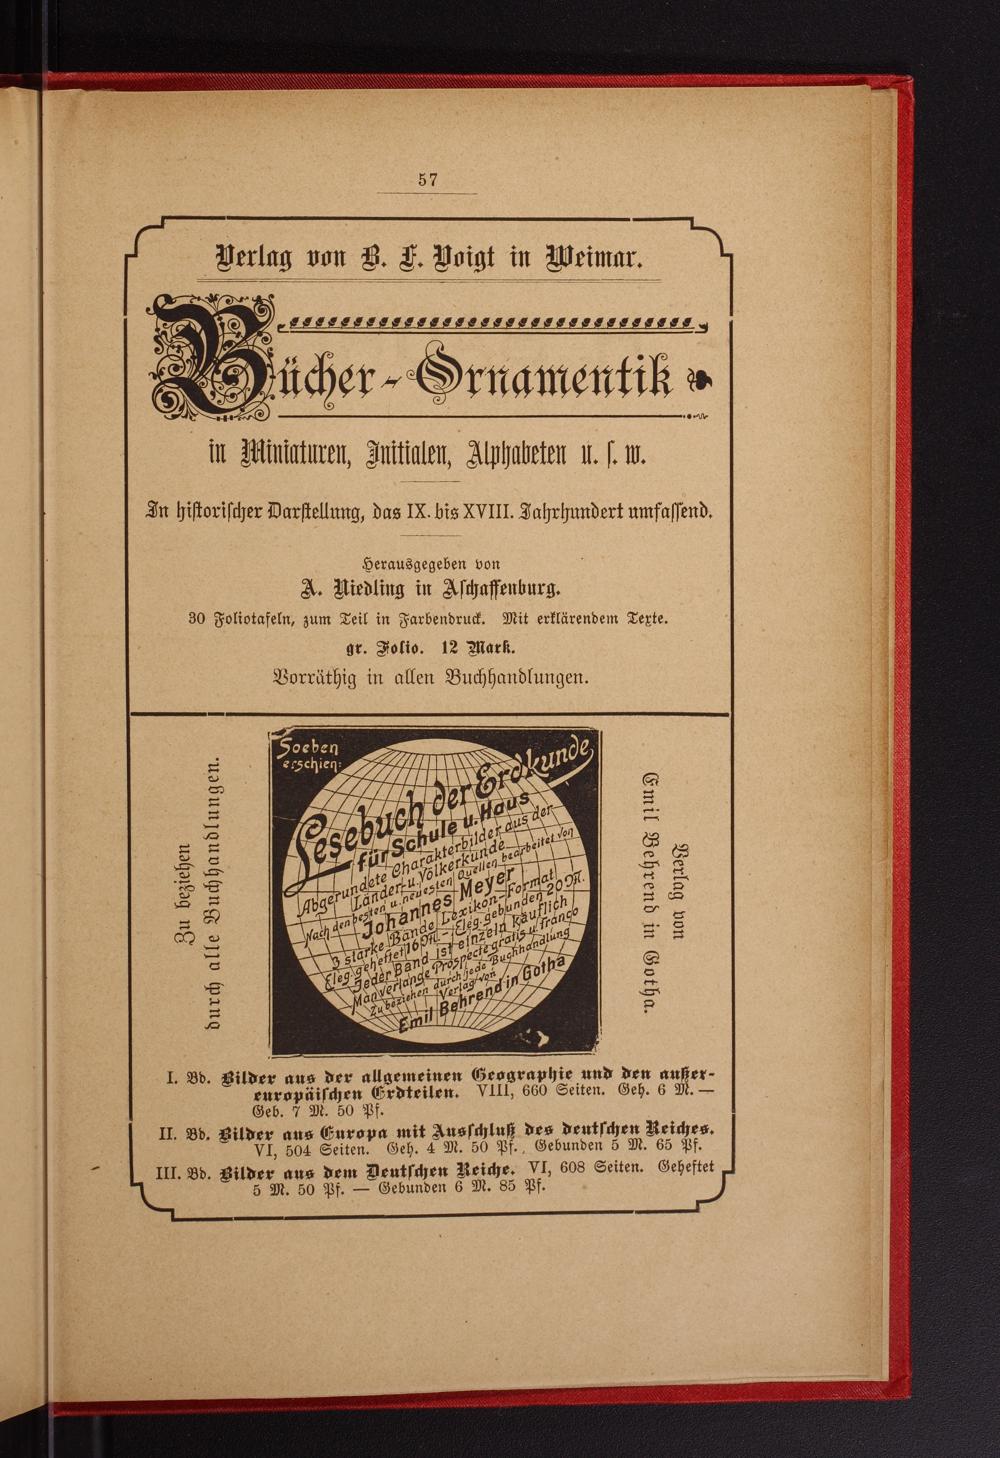 57
Verlag von B. F. Voigt in Weimar.
Bücher-Ornamentik
in Miniaturen, Initialen, Alphabeten u. ſ. w.
In hiſtoriſcher Darſtellung, das IX. bis XVIII. Jahrhundert umfaſſend.
Herausgegeben von
A. Niedling in Aſchaffenburg.
30 Foliotafeln, zum Teil in Farbendruck. Mit erklärendem Texte.
gr. Folio. 12 Mark.
Vorräthig in allen Buchhandlungen.
Zu beziehen
durch alle Buchhandlungen.
Soeben
erschien:
Lesebuch der Erdkunde
für Schule u. Haus
Abgerundete Charakterbilder aus der
Länder- u. Völkerkunde
Nach den besten u. neuesten Quellen bearbeitet von
Johannes Meyer
3 starke Bände Lexikon-Format
Eleg. geheftet 16 M. - Eleg. gebunden 20 M.
Jeder Band ist einzeln käuflich
Man verlange Prospecte gratis u. franco
Zu beziehen durch jede Buchhandlung
Verlag von
Emil Behrend in Gotha
Verlag von
Emil Behrend in Gotha.
I. Bd. Bilder aus der allgemeinen Geographie und den außer-
europäiſchen Erdteilen. VIII, 660 Seiten. Geh. 6 M. —
Geb. 7 M. 50 Pf.
II. Bd. Bilder aus Europa mit Ausſchluß des deutſchen Reiches.
VI, 504 Seiten. Geh. 4 M. 50 Pf. Gebunden 5 M. 65 Pf.
III. Bd. Bilder aus dem Deutſchen Reiche. VI, 608 Seiten. Geheftet
5 M. 50 Pf. — Gebunden 6 M. 85 Pf.